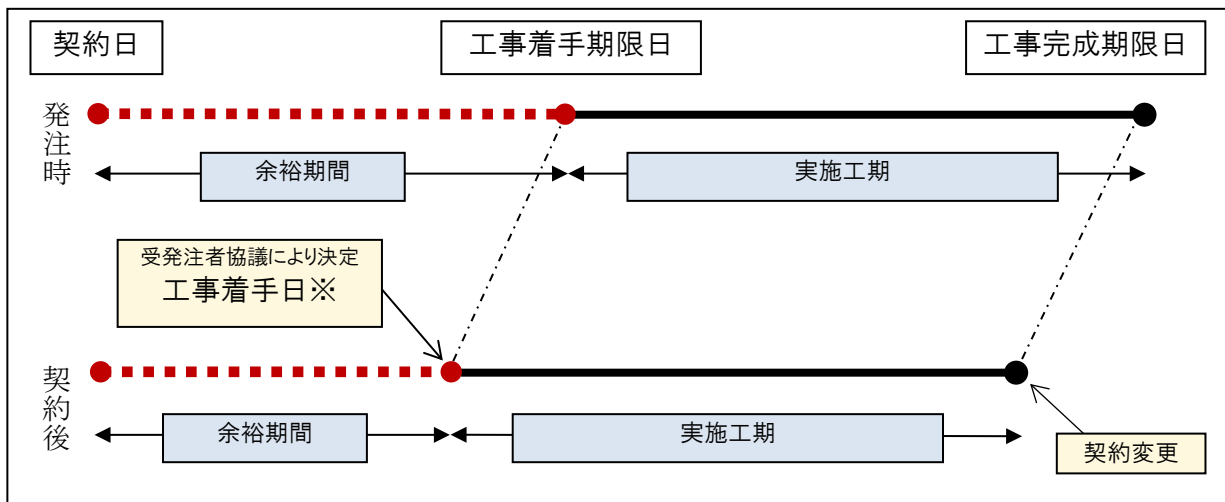 契約日
工事着手期限日
工事完成期限日
発注時
余裕期間
実施工期
受発注者協議により決定
工事着手日※
契約後
余裕期間
実施工期
契約変更